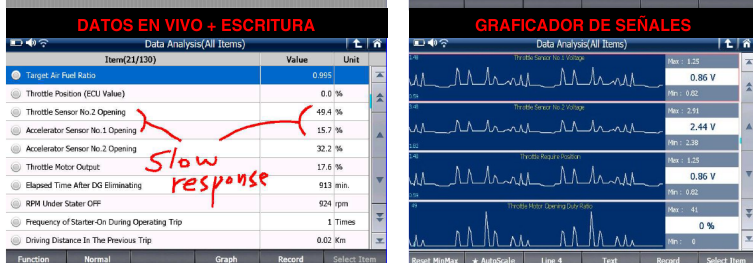 DATOS EN VIVO + ESCRITURA
Data Analysis(All Items)
Item(21/130) Value Unit
Target Air Fuel Ratio 0.995
Throttle Position (ECU Value) 0.0 %
Throttle Sensor No.2 Opening 49.4 %
Accelerator Sensor No.1 Opening 15.7 %
Accelerator Sensor No.2 Opening 32.2 %
Throttle Motor Output 17.6 %
Elapsed Time After DG Eliminating 913 min.
RPM Under Stater OFF 924 rpm
Frequency of Starter-On During Operating Trip 1 Times
Driving Distance In The Previous Trip 0.02 Km
Slow
response
Function Normal Graph Record Select Item
GRAFICADOR DE SEÑALES
Data Analysis(All Items)
Throttle Sensor No.1 Voltage
Max : 1.25
0.86 V
Min : 0.82
Throttle Sensor No.2 Voltage
Max : 2.91
2.44 V
Min : 2.38
Throttle Require Position
Max : 1.25
0.86 V
Min : 0.82
Throttle Motor Opening Duty Ratio
Max : 41
0 %
Min : 0
Reset MinMax ★ AutoScale Line 4 Text Record Select Item